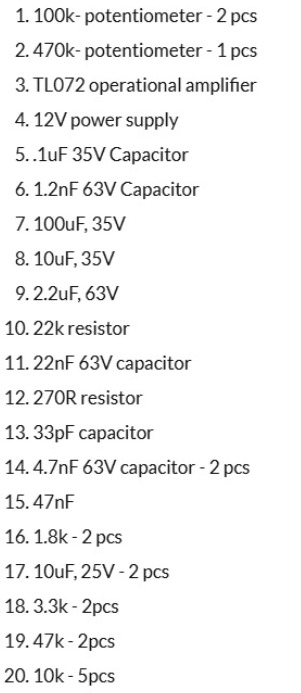 1. 100k- potentiometer - 2 pcs
2. 470k- potentiometer - 1 pcs
3. TL072 operational amplifier
4. 12V power supply
5. .1uF 35V Capacitor
6. 1.2nF 63V Capacitor
7. 100uF, 35V
8. 10uF, 35V
9. 2.2uF, 63V
10. 22k resistor
11. 22nF 63V capacitor
12. 270R resistor
13. 33pF capacitor
14. 4.7nF 63V capacitor - 2 pcs
15. 47nF
16. 1.8k - 2 pcs
17. 10uF, 25V - 2 pcs
18. 3.3k - 2pcs
19. 47k - 2pcs
20. 10k - 5pcs